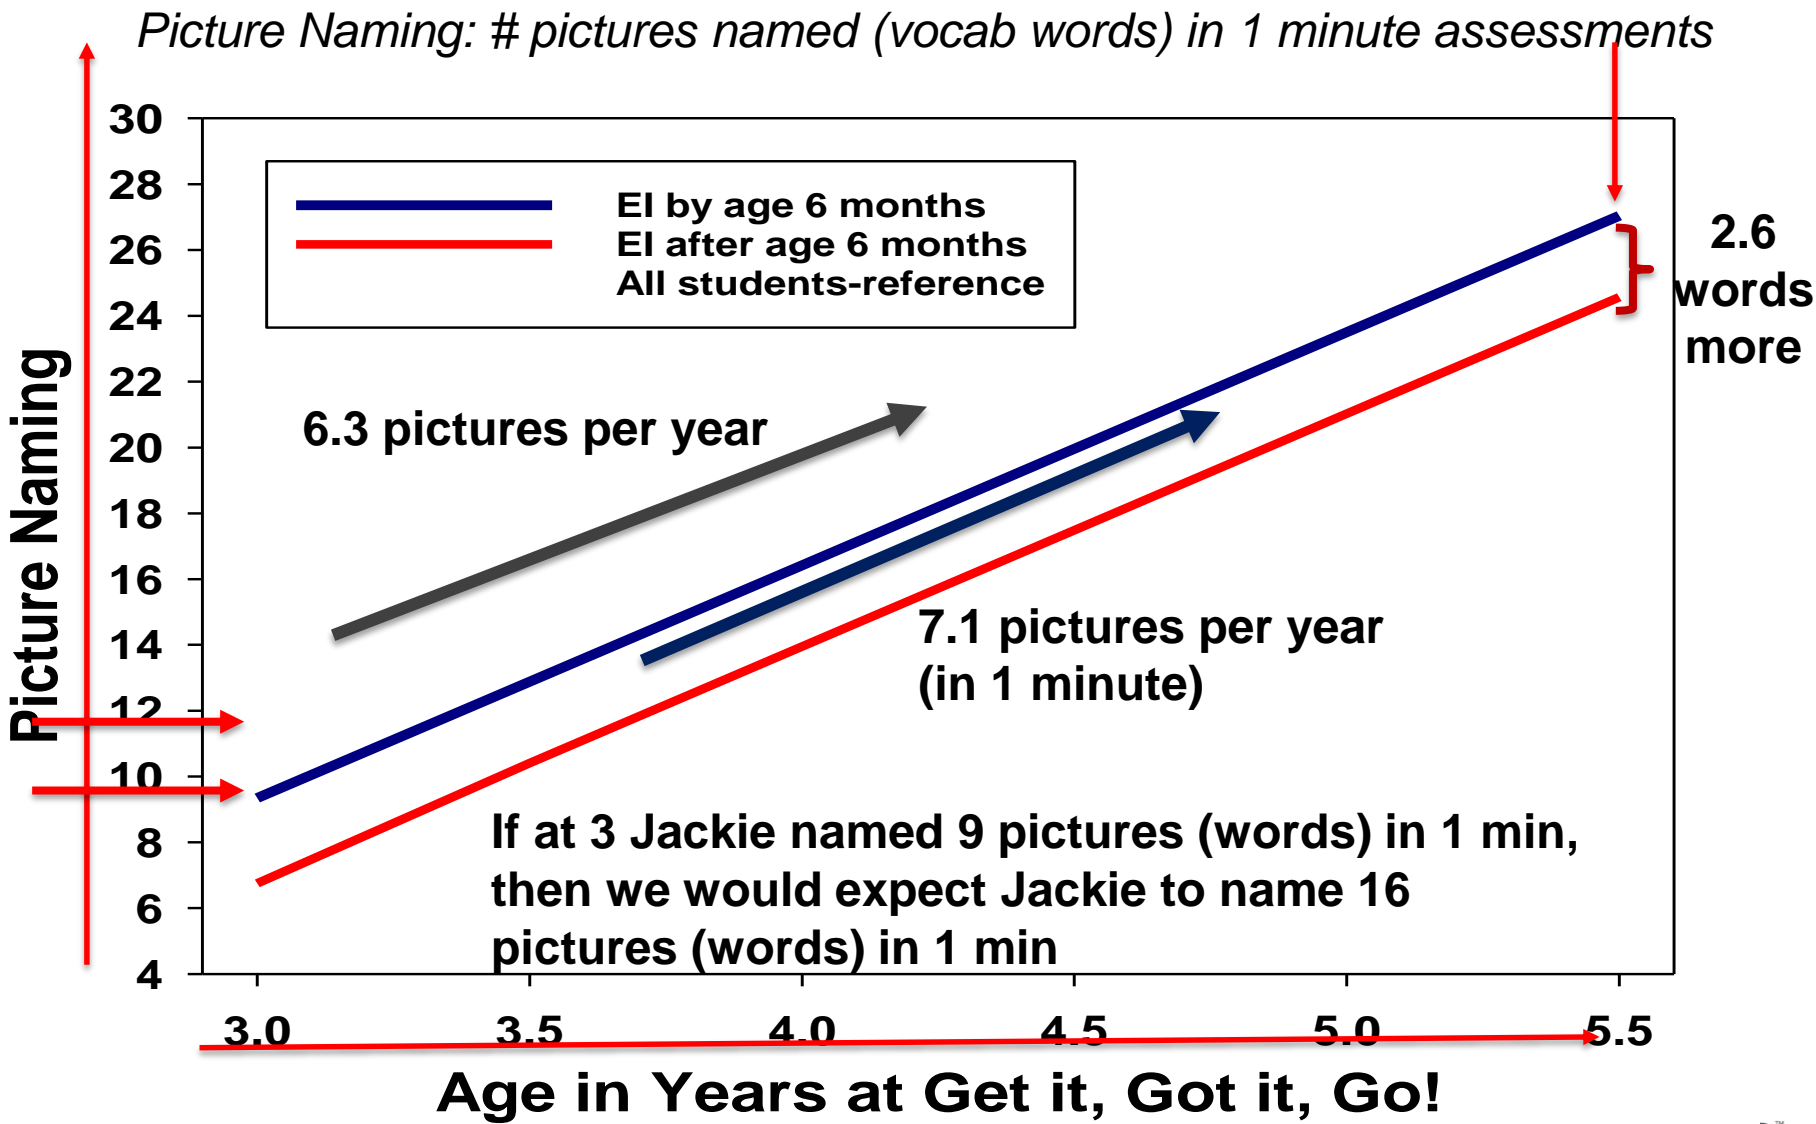 Picture Naming: # pictures named (vocab words) in 1 minute assessments
30
28
26
24
22
20
18
16
14
12
10
8
6
4
Picture Naming
EI by age 6 months
EI after age 6 months
All students-reference
2.6
words
more
6.3 pictures per year
7.1 pictures per year
(in 1 minute)
If at 3 Jackie named 9 pictures (words) in 1 min,
then we would expect Jackie to name 16
pictures (words) in 1 min
3.0 3.5 4.0 4.5 5.0 5.5
Age in Years at Get it, Got it, Go!